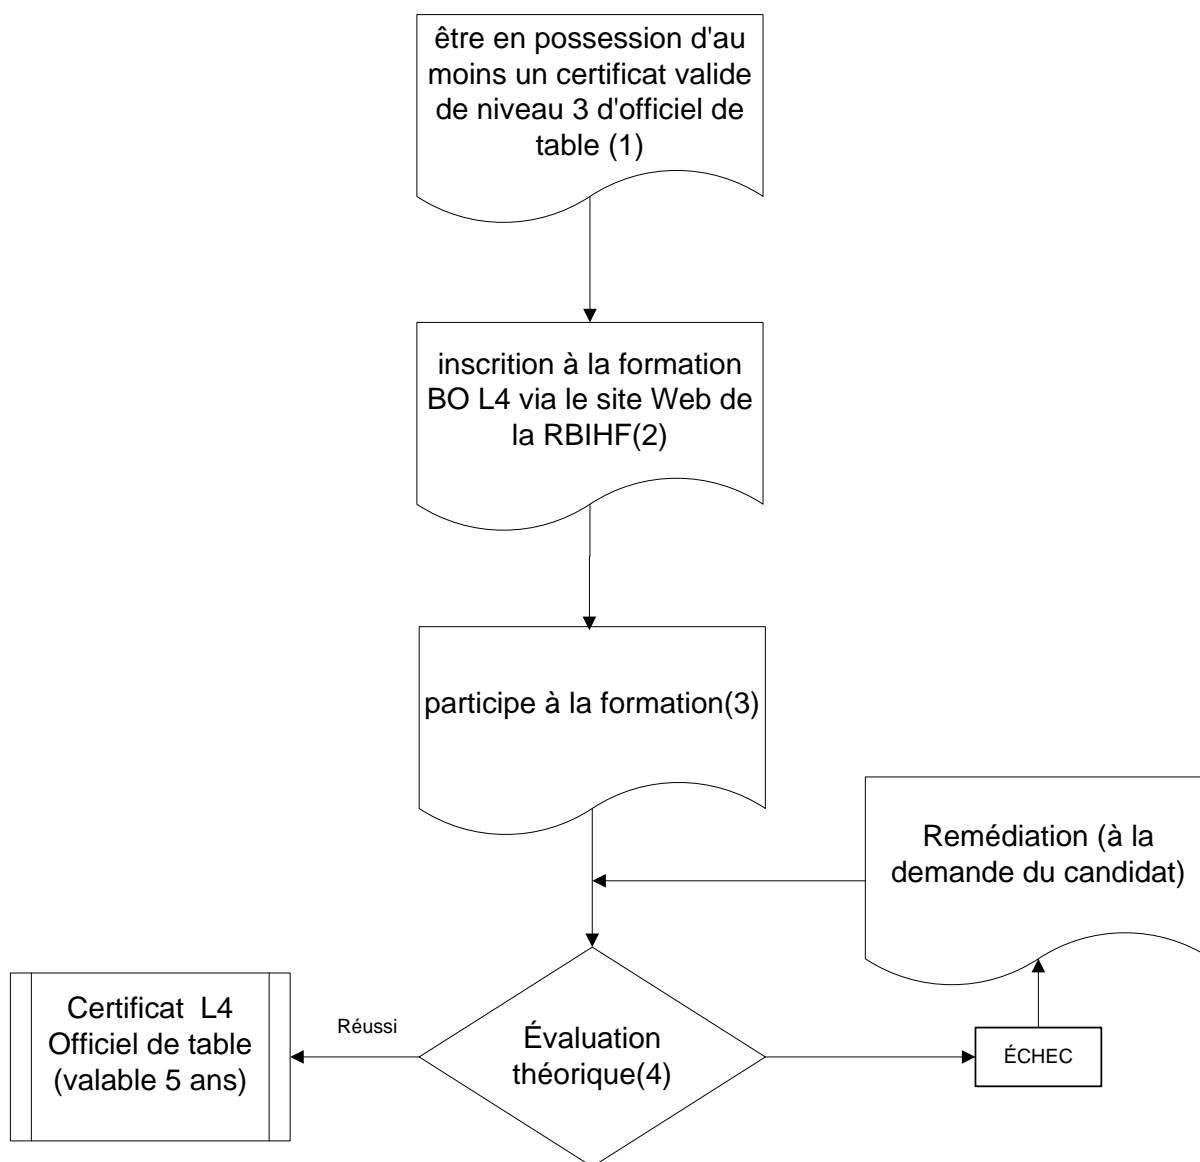 être en possession d'au
moins un certificat valide
de niveau 3 d'officiel de
table (1)
inscrition à la formation
BO L4 via le site Web de
la RBIHF(2)
participe à la formation(3)
Remédiation (à la
demande du candidat)
Certificat L4
Officiel de table
(valable 5 ans)
Réussi
Évaluation
théorique(4)
ÉCHEC